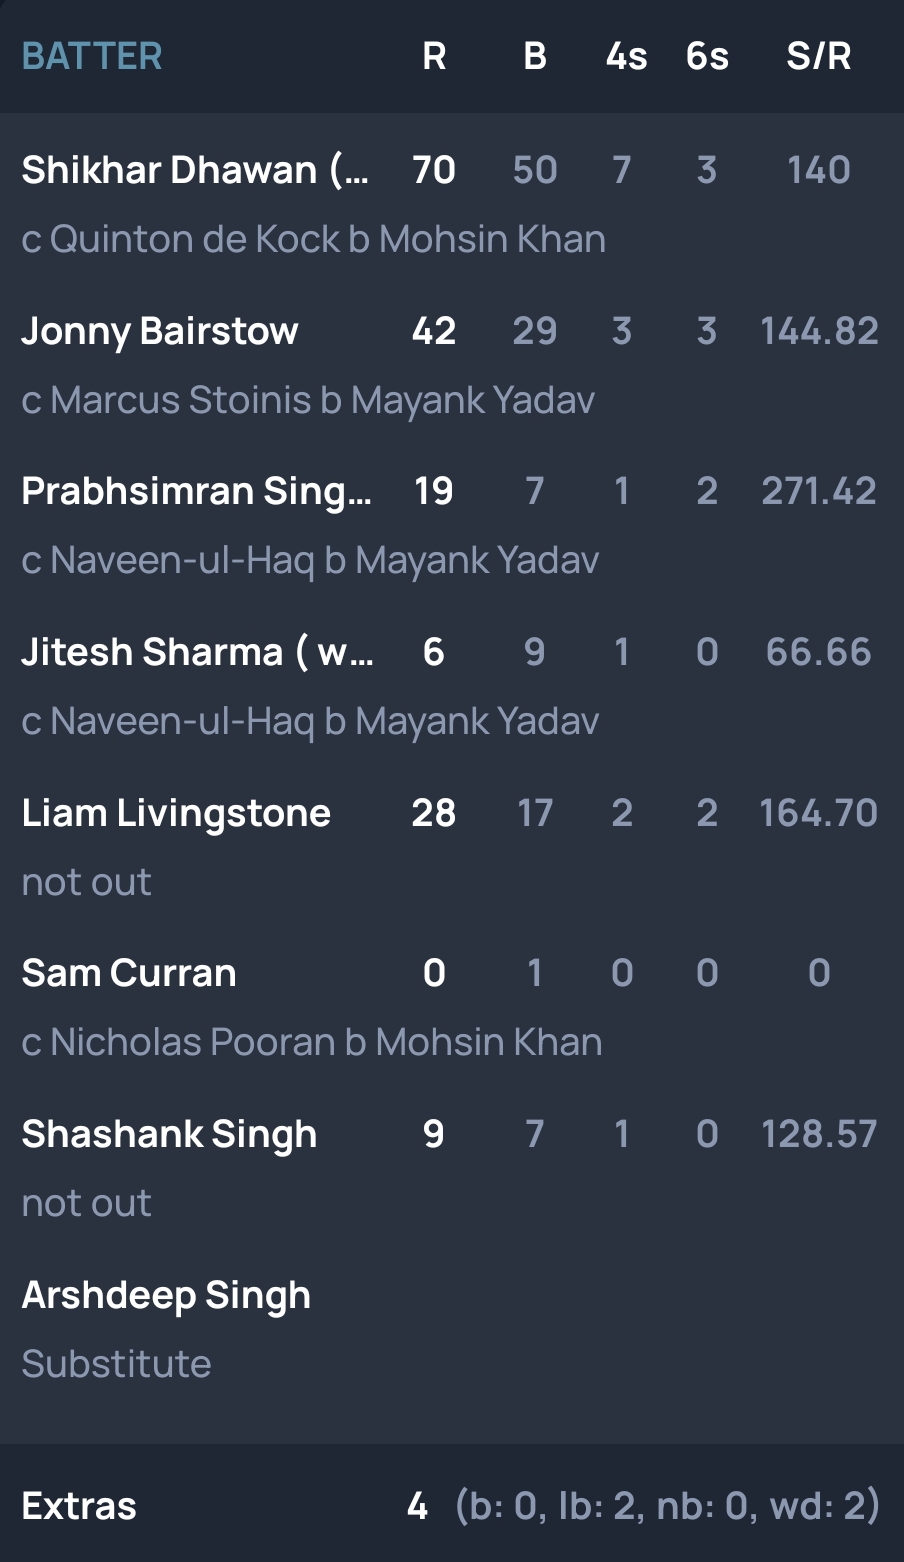 BATTER R B 4s 6s S/R
Shikhar Dhawan (... 70 50 7 3 140
c Quinton de Kock b Mohsin Khan
Jonny Bairstow 42 29 3 3 144.82
c Marcus Stoinis b Mayank Yadav
Prabhsimran Sing... 19 7 1 2 271.42
c Naveen-ul-Haq b Mayank Yadav
Jitesh Sharma ( w... 6 9 1 0 66.66
c Naveen-ul-Haq b Mayank Yadav
Liam Livingstone 28 17 2 2 164.70
not out
Sam Curran 0 1 0 0 0
c Nicholas Pooran b Mohsin Khan
Shashank Singh 9 7 1 0 128.57
not out
Arshdeep Singh
Substitute
Extras 4 (b: 0, lb: 2, nb: 0, wd: 2)